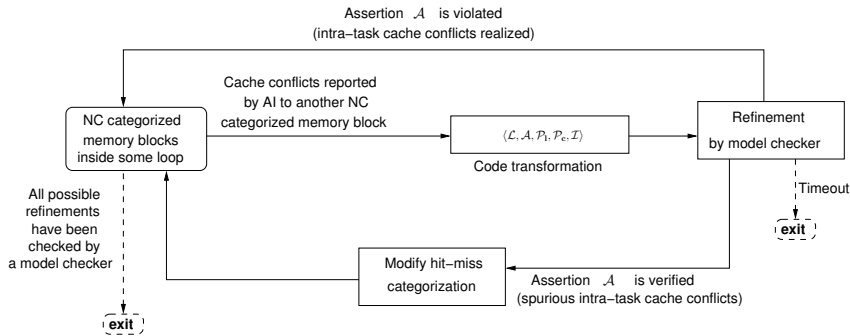 Assertion 𝒜 is violated
(intra−task cache conflicts realized)
Cache conflicts reported
by AI to another NC
categorized memory block
NC categorized
memory blocks
inside some loop
⟨ℒ, 𝒜, 𝒫ₗ, 𝒫_c, ℐ⟩
Code transformation
Refinement
by model checker
All possible
refinements
have been
checked by
a model checker
Timeout
exit
Modify hit−miss
categorization
Assertion 𝒜 is verified
(spurious intra−task cache conflicts)
exit